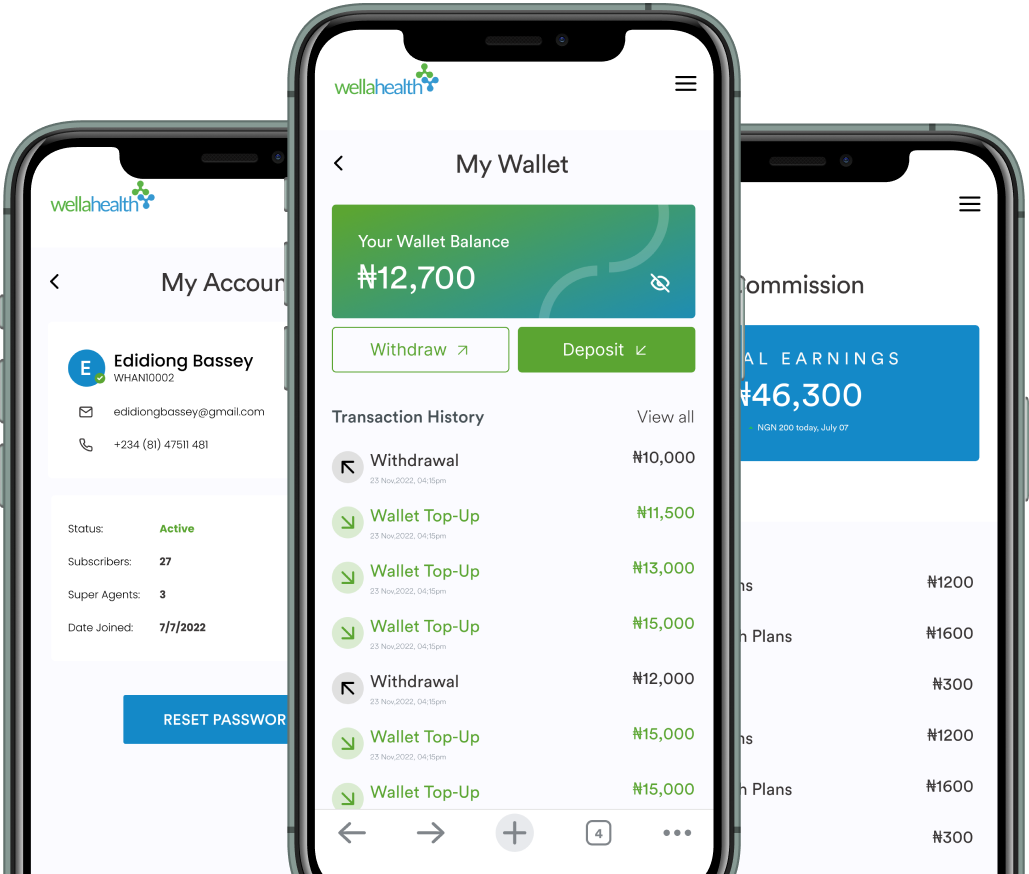 wellahealth
My Accoun
E
Edidiong Bassey
WHAN10002
edidiongbassey@gmail.com
+234 (81) 47511 481
Status: Active
Subscribers: 27
Super Agents: 3
Date Joined: 7/7/2022
RESET PASSWOR
wellahealth
My Wallet
Your Wallet Balance
₦12,700
Withdraw
Deposit
Transaction History View all
Withdrawal ₦10,000
23 Nov,2022, 04:15pm
Wallet Top-Up ₦11,500
23 Nov,2022, 04:15pm
Wallet Top-Up ₦13,000
23 Nov,2022, 04:15pm
Wallet Top-Up ₦15,000
23 Nov,2022, 04:15pm
Withdrawal ₦12,000
23 Nov,2022, 04:15pm
Wallet Top-Up ₦15,000
23 Nov,2022, 04:15pm
Wallet Top-Up ₦15,000
4
ommission
AL EARNINGS
₦46,300
NGN 200 today, July 07
ns ₦1200
h Plans ₦1600
₦300
ns ₦1200
h Plans ₦1600
₦300